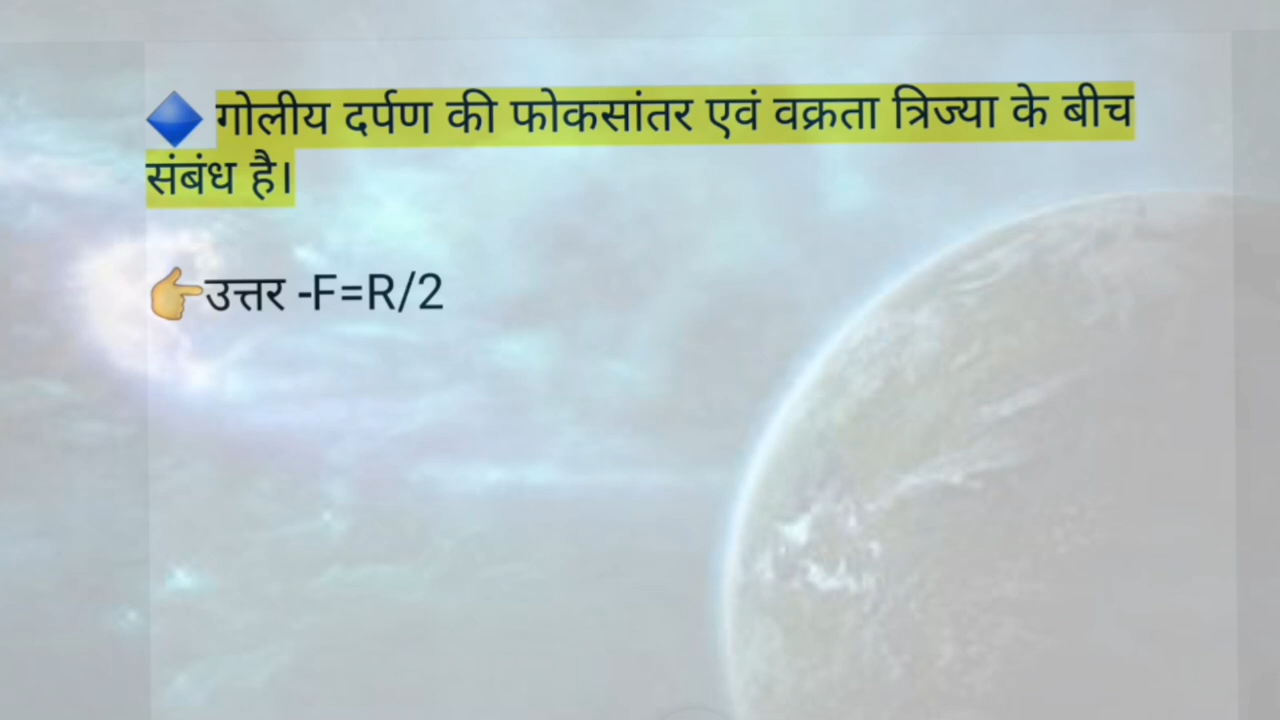 🔷 गोलीय दर्पण की फोकसांतर एवं वक्रता त्रिज्या के बीच
संबंध है।
👉उत्तर -F=R/2